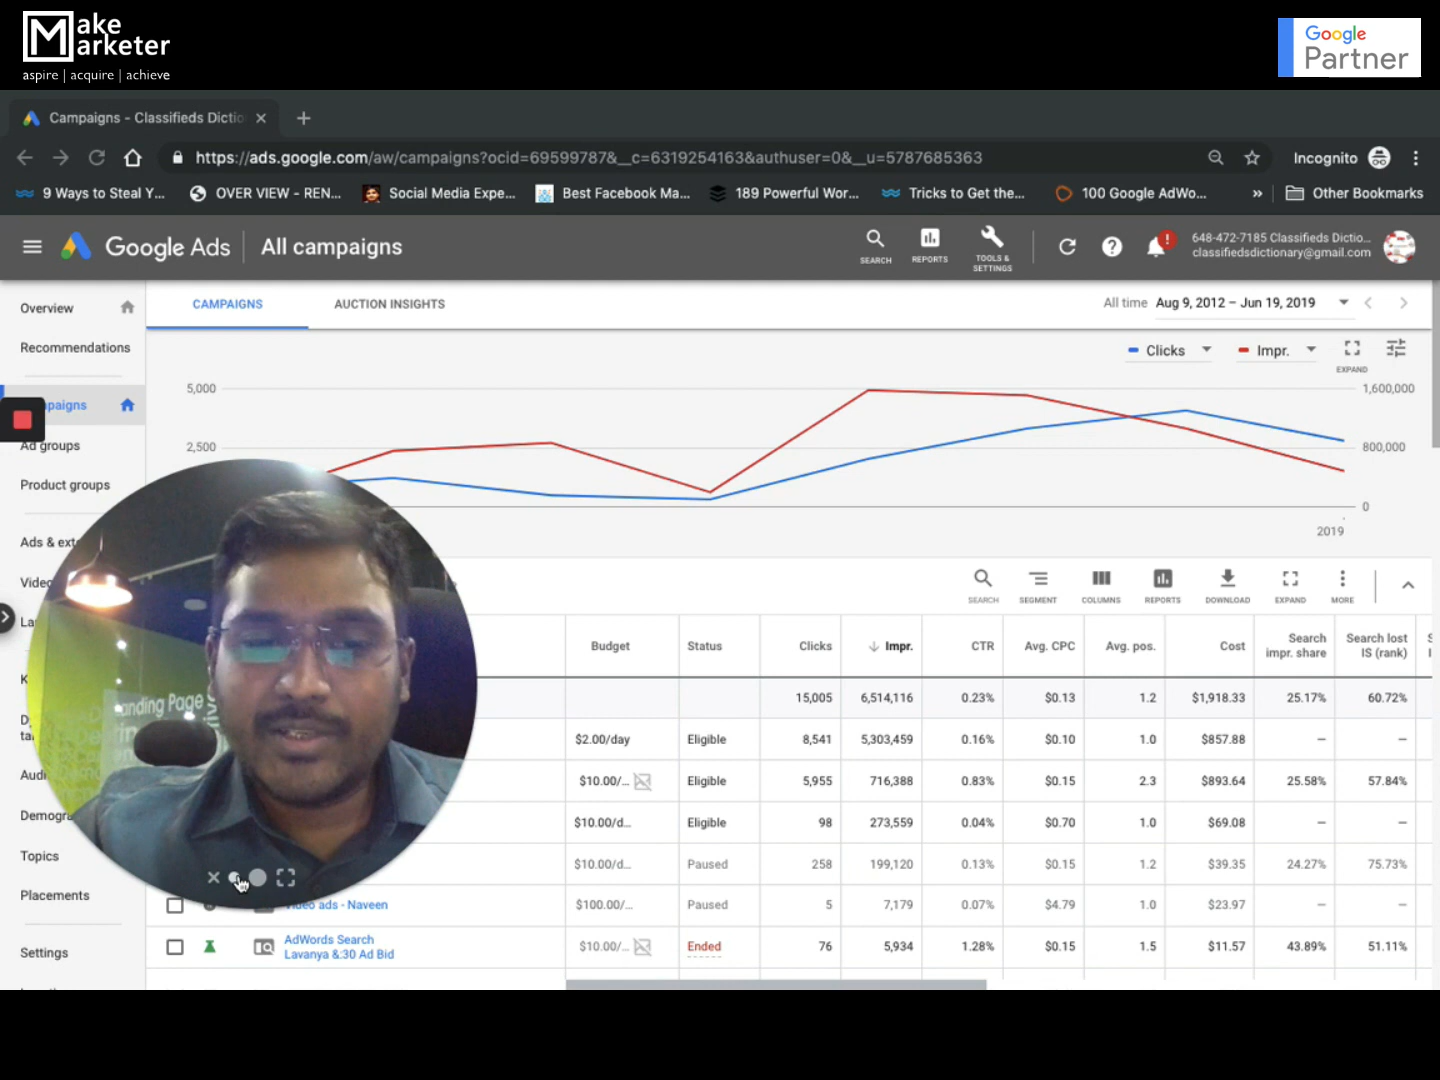 Make
Marketer
aspire | acquire | achieve
Google
Partner
Campaigns - Classifieds Dictio
https://ads.google.com/aw/campaigns?ocid=69599787&__c=6319254163&authuser=0&__u=5787685363
Incognito
9 Ways to Steal Y...
OVER VIEW - REN...
Social Media Expe...
Best Facebook Ma...
189 Powerful Wor...
Tricks to Get the...
100 Google AdWo...
»
Other Bookmarks
Google Ads
All campaigns
SEARCH
REPORTS
TOOLS &
SETTINGS
648-472-7185 Classifieds Dictio...
classifiedsdictionary@gmail.com
Overview
Recommendations
paigns
Ad groups
Product groups
Ads & ext
Video
La
K
D
ta
Audi
Demogra
Topics
Placements
Settings
CAMPAIGNS
AUCTION INSIGHTS
All time Aug 9, 2012 – Jun 19, 2019
Clicks
Impr.
EXPAND
5,000
1,600,000
2,500
800,000
0
2019
SEARCH
SEGMENT
COLUMNS
REPORTS
DOWNLOAD
EXPAND
MORE
Budget Status Clicks Impr. CTR Avg. CPC Avg. pos. Cost Search impr. share Search lost IS (rank)
15,005 6,514,116 0.23% $0.13 1.2 $1,918.33 25.17% 60.72%
$2.00/day Eligible 8,541 5,303,459 0.16% $0.10 1.0 $857.88 – –
$10.00/... Eligible 5,955 716,388 0.83% $0.15 2.3 $893.64 25.58% 57.84%
$10.00/d... Eligible 98 273,559 0.04% $0.70 1.0 $69.08 – –
$10.00/d... Paused 258 199,120 0.13% $0.15 1.2 $39.35 24.27% 75.73%
Video ads - Naveen $100.00/... Paused 5 7,179 0.07% $4.79 1.0 $23.97 – –
AdWords Search
Lavanya &:30 Ad Bid $10.00/... Ended 76 5,934 1.28% $0.15 1.5 $11.57 43.89% 51.11%
anding Page